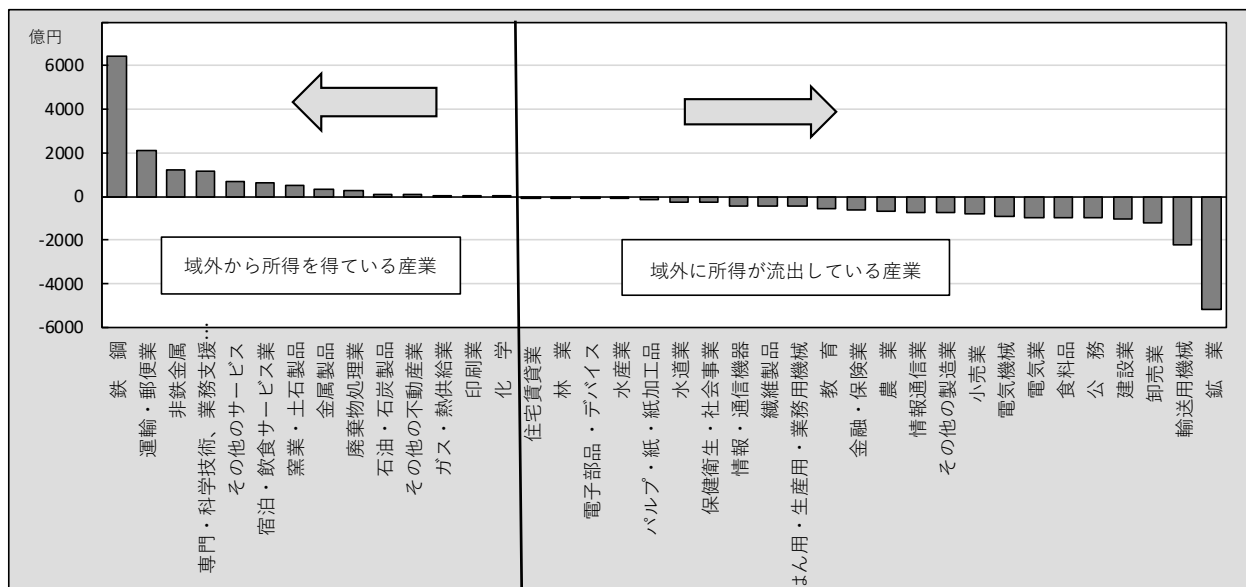 億円
6000
4000
2000
0
-2000
-4000
-6000
域外から所得を得ている産業
域外に所得が流出している産業
鉄　鋼
運輸・郵便業
非鉄金属
専門・科学技術、業務支援…
その他のサービス
宿泊・飲食サービス業
窯業・土石製品
金属製品
廃棄物処理業
石油・石炭製品
その他の不動産業
ガス・熱供給業
印刷業
化　学
住宅賃貸業
林　業
電子部品・デバイス
水産業
パルプ・紙・紙加工品
水道業
保健衛生・社会事業
情報・通信機器
繊維製品
はん用・生産用・業務用機械
教　育
金融・保険業
農　業
情報通信業
その他の製造業
小売業
電気機械
電気業
食料品
公　務
建設業
卸売業
輸送用機械
鉱　業